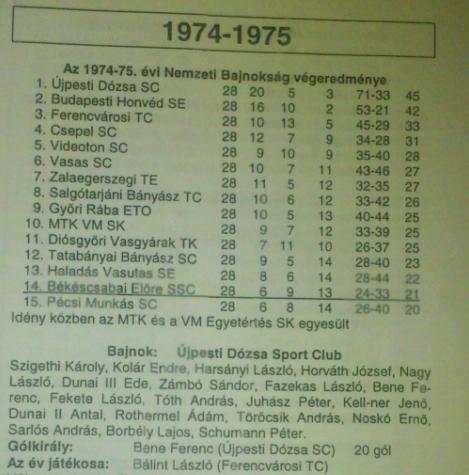 1974-1975
Az 1974-75. évi Nemzeti Bajnokság végeredménye
1. Újpesti Dózsa SC 28 20 5 3 71-33 45
2. Budapesti Honvéd SE 28 16 10 2 53-21 42
3. Ferencvárosi TC 28 10 13 5 45-29 33
4. Csepel SC 28 12 7 9 34-28 31
5. Videoton SC 28 9 10 9 35-40 28
6. Vasas SC 28 10 7 11 43-46 27
7. Zalaegerszegi TE 28 11 5 12 32-35 27
8. Salgótarjáni Bányász TC 28 10 6 12 33-42 26
9. Győri Rába ETO 28 10 5 13 40-44 25
10. MTK VM SK 28 9 7 12 33-39 25
11. Diósgyőri Vasgyárak TK 28 7 11 10 26-37 25
12. Tatabányai Bányász SC 28 9 5 14 28-40 23
13. Haladás Vasutas SE 28 8 6 14 28-44 22
14. Békéscsabai Előre SSC 28 6 9 13 24-33 21
15. Pécsi Munkás SC 28 6 8 14 26-40 20
Idény közben az MTK és a VM Egyetértés SK egyesült
Bajnok: Újpesti Dózsa Sport Club
Szigethi Károly, Kolár Endre, Harsányi László, Horváth József, Nagy
László, Dunai III Ede, Zámbó Sándor, Fazekas László, Bene Fe-
renc, Fekete László, Tóth András, Juhász Péter, Kell-ner Jenő,
Dunai II Antal, Rothermel Ádám, Törőcsik András, Noskó Ernő,
Sarlós András, Borbély Lajos, Schumann Péter.
Gólkirály: Bene Ferenc (Újpesti Dózsa SC) 20 gól
Az év játékosa: Bálint László (Ferencvárosi TC)